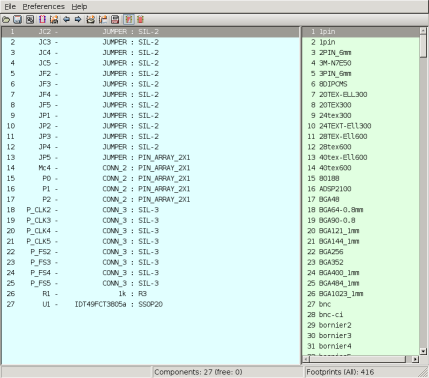 File Preferences Help
1 JC2 - JUMPER : SIL-2
2 JC3 - JUMPER : SIL-2
3 JC4 - JUMPER : SIL-2
4 JC5 - JUMPER : SIL-2
5 JF2 - JUMPER : SIL-2
6 JF3 - JUMPER : SIL-2
7 JF4 - JUMPER : SIL-2
8 JF5 - JUMPER : SIL-2
9 JP1 - JUMPER : SIL-2
10 JP2 - JUMPER : SIL-2
11 JP3 - JUMPER : SIL-2
12 JP4 - JUMPER : SIL-2
13 JP5 - JUMPER : PIN_ARRAY_2X1
14 Mc4 - CONN_2 : PIN_ARRAY_2X1
15 P0 - CONN_2 : PIN_ARRAY_2X1
16 P1 - CONN_2 : PIN_ARRAY_2X1
17 P2 - CONN_2 : PIN_ARRAY_2X1
18 P_CLK2 - CONN_3 : SIL-3
19 P_CLK3 - CONN_3 : SIL-3
20 P_CLK4 - CONN_3 : SIL-3
21 P_CLK5 - CONN_3 : SIL-3
22 P_FS2 - CONN_3 : SIL-3
23 P_FS3 - CONN_3 : SIL-3
24 P_FS4 - CONN_3 : SIL-3
25 P_FS5 - CONN_3 : SIL-3
26 R1 - 1k : R3
27 U1 - IDT49FCT3805a : SSOP20
1 1pin
2 1pin
3 2PIN_6mm
4 3M-N7E50
5 3PIN_6mm
6 8DIPCMS
7 20TEX-ELL300
8 20TEX300
9 24tex300
10 24TEXT-Ell300
11 28TEX-Ell600
12 28tex600
13 40tex-Ell600
14 40tex600
15 80188
16 ADSP2100
17 BGA48
18 BGA64-0.8mm
19 BGA90-0.8
20 BGA121_1mm
21 BGA144_1mm
22 BGA256
23 BGA352
24 BGA400_1mm
25 BGA484_1mm
26 BGA1023_1mm
27 bnc
28 bnc-ci
29 bornier2
30 bornier3
31 bornier4
Components: 27 (free: 0)
Footprints (All): 416